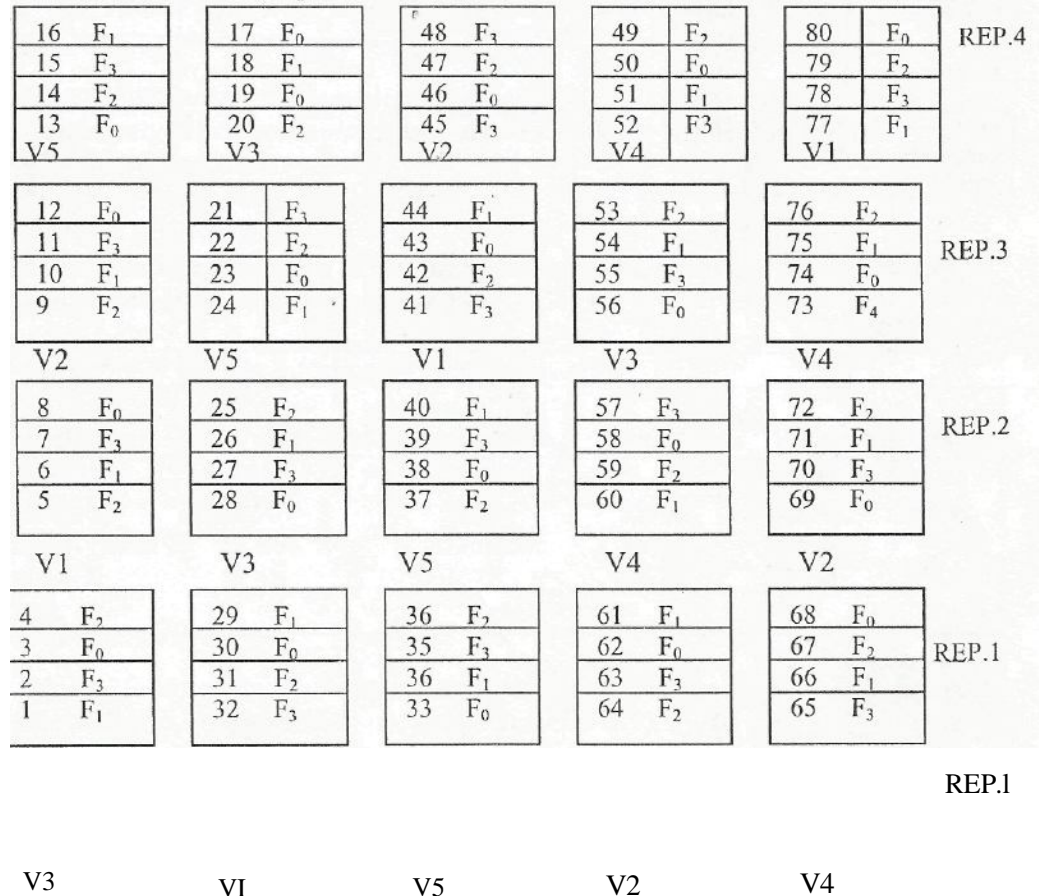 16 F₁ 17 F₀ 48 F₃ 49 F₂ 80 F₀ REP.4
15 F₃ 18 F₁ 47 F₂ 50 F₀ 79 F₂
14 F₂ 19 F₀ 46 F₀ 51 F₁ 78 F₃
13 F₀ 20 F₂ 45 F₃ 52 F3 77 F₁
V5 V3 V2 V4 V1
12 F₀ 21 F₃ 44 F₁ 53 F₂ 76 F₂
11 F₃ 22 F₂ 43 F₀ 54 F₁ 75 F₁ REP.3
10 F₁ 23 F₀ 42 F₂ 55 F₃ 74 F₀
9 F₂ 24 F₁ 41 F₃ 56 F₀ 73 F₄
V2 V5 V1 V3 V4
8 F₀ 25 F₂ 40 F₁ 57 F₃ 72 F₂
7 F₃ 26 F₁ 39 F₃ 58 F₀ 71 F₁ REP.2
6 F₁ 27 F₃ 38 F₀ 59 F₂ 70 F₃
5 F₂ 28 F₀ 37 F₂ 60 F₁ 69 F₀
V1 V3 V5 V4 V2
4 F₂ 29 F₁ 36 F₂ 61 F₁ 68 F₀
3 F₀ 30 F₀ 35 F₃ 62 F₀ 67 F₂ REP.1
2 F₃ 31 F₂ 36 F₁ 63 F₃ 66 F₁
1 F₁ 32 F₃ 33 F₀ 64 F₂ 65 F₃
REP.l
V3 VI V5 V2 V4